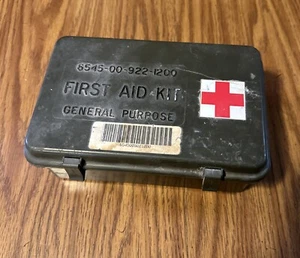 6545-00-922-1200
FIRST AID KIT
GENERAL PURPOSE